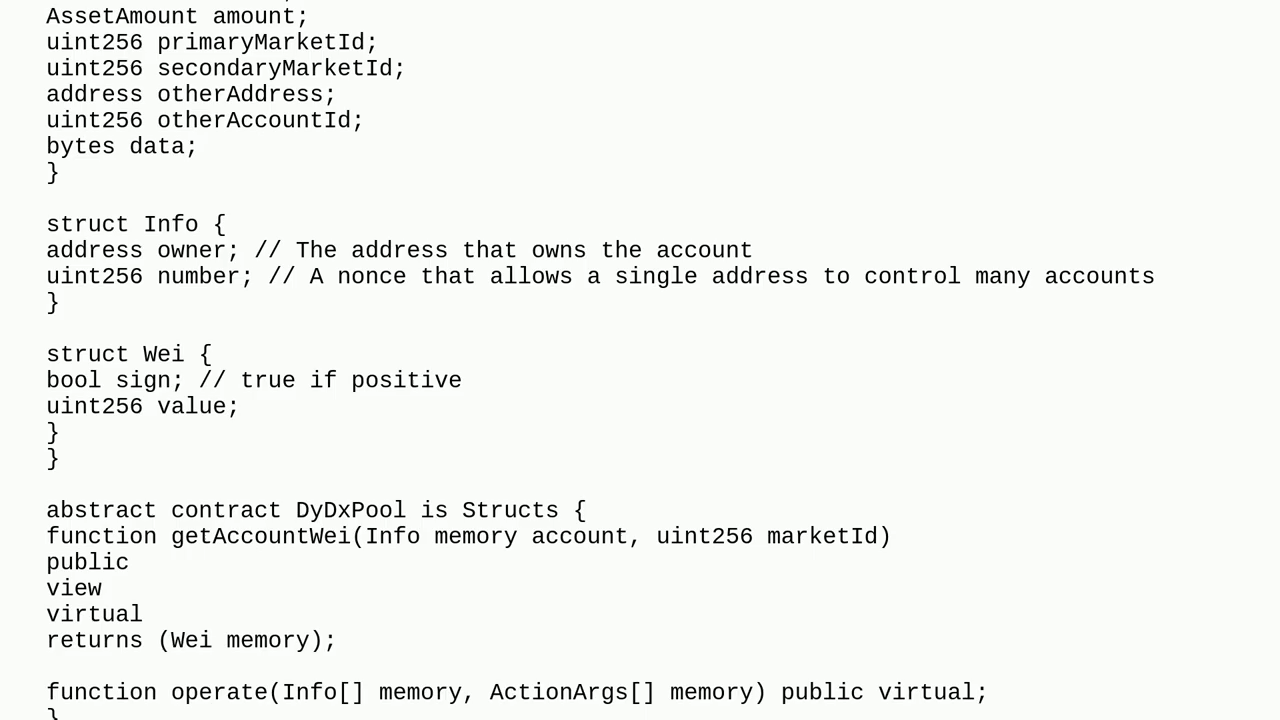 AssetAmount amount;
uint256 primaryMarketId;
uint256 secondaryMarketId;
address otherAddress;
uint256 otherAccountId;
bytes data;
}
struct Info {
address owner; // The address that owns the account
uint256 number; // A nonce that allows a single address to control many accounts
}
struct Wei {
bool sign; // true if positive
uint256 value;
}
}
abstract contract DyDxPool is Structs {
function getAccountWei(Info memory account, uint256 marketId)
public
view
virtual
returns (Wei memory);
function operate(Info[] memory, ActionArgs[] memory) public virtual;
}